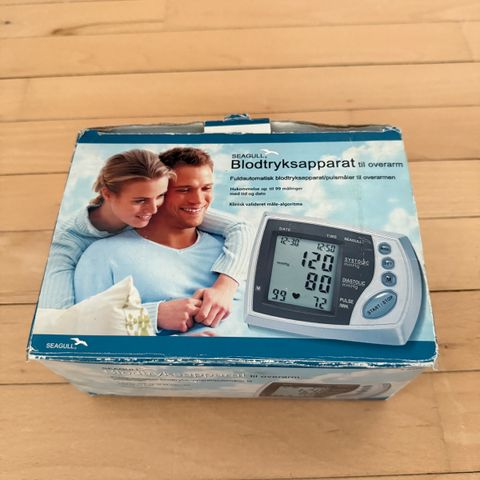 SEAGULL
Blodtryksapparat til overarm
Fuldautomatisk blodtryksapparat/pulsmåler til overarmen
Hukommelse op til 99 målinger
med tid og dato
Klinisk valideret måle-algoritme
DATE TIME SEAGULL
12-30 12:50
mmHg
120
80
M 99 72
SYSTOLIC
mmHg
DIASTOLIC
mmHg
PULSE
/MIN.
M
START/STOP
SEAGULL
SEAGULL
Blodtryksapparat til overarm